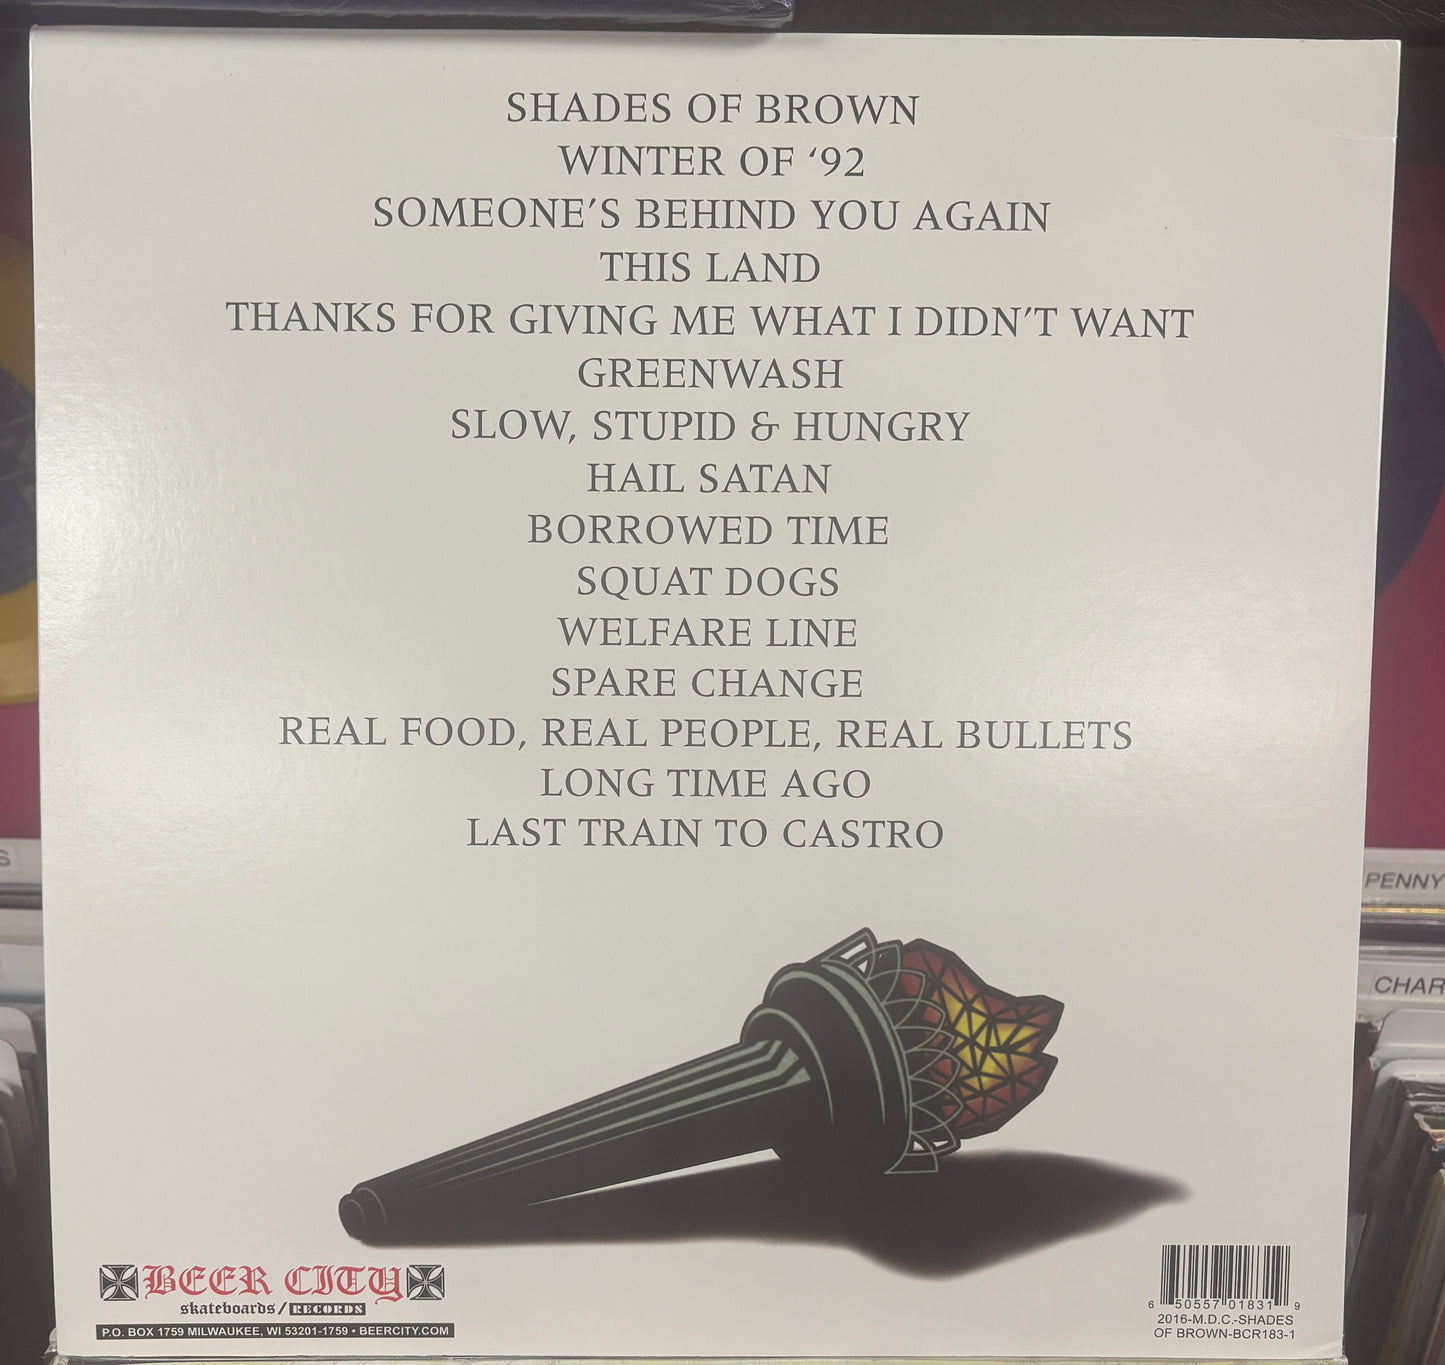 SHADES OF BROWN
WINTER OF ‘92
SOMEONE’S BEHIND YOU AGAIN
THIS LAND
THANKS FOR GIVING ME WHAT I DIDN’T WANT
GREENWASH
SLOW, STUPID & HUNGRY
HAIL SATAN
BORROWED TIME
SQUAT DOGS
WELFARE LINE
SPARE CHANGE
REAL FOOD, REAL PEOPLE, REAL BULLETS
LONG TIME AGO
LAST TRAIN TO CASTRO
S
PENNY
CHAR
BEER CITY
skateboards/RECORDS
P.O. BOX 1759 MILWAUKEE, WI 53201-1759 • BEERCITY.COM
6 50557 01831 9
2016-M.D.C.-SHADES
OF BROWN-BCR183-1